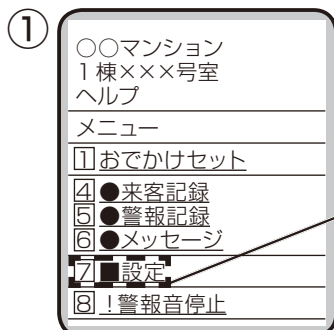 ①
○○マンション
1棟×××号室
ヘルプ
メニュー
1おでかけセット
4●来客記録
5●警報記録
6●メッセージ
7■設定
8！警報音停止